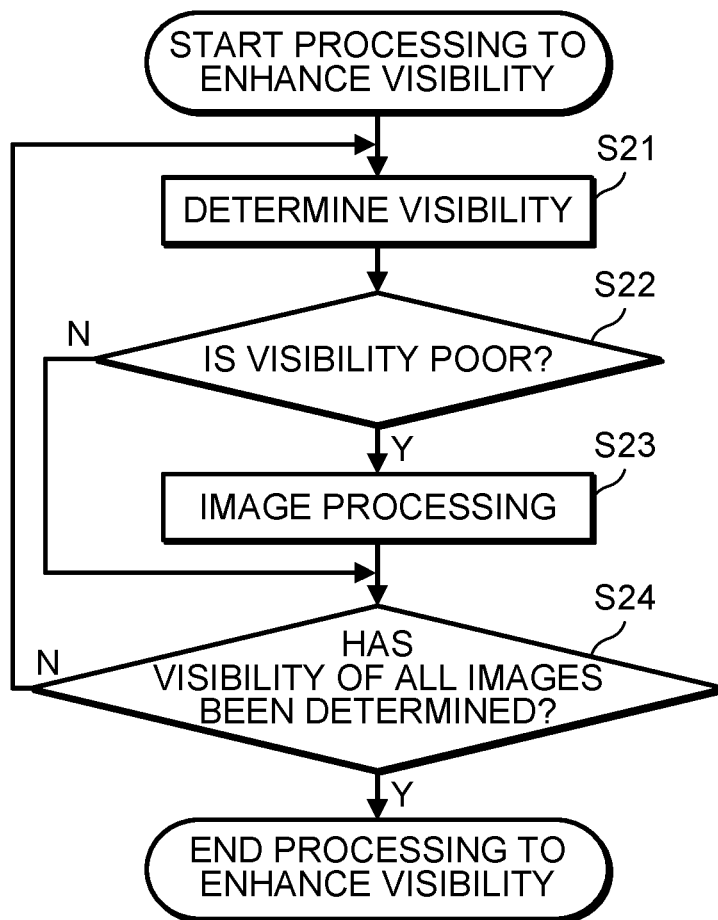 START PROCESSING TO
ENHANCE VISIBILITY
S21
DETERMINE VISIBILITY
S22
N
IS VISIBILITY POOR?
Y
S23
IMAGE PROCESSING
S24
N
HAS
VISIBILITY OF ALL IMAGES
BEEN DETERMINED?
Y
END PROCESSING TO
ENHANCE VISIBILITY